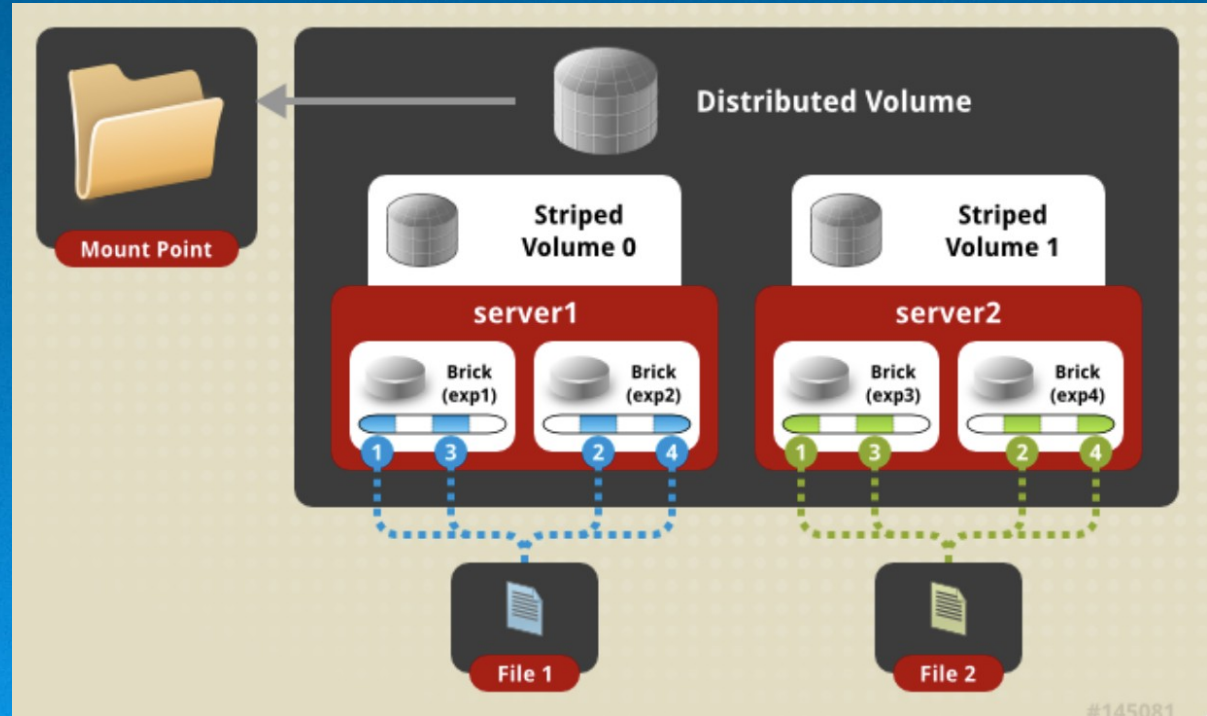 Distributed Volume
Mount Point
Striped
Volume 0
Striped
Volume 1
server1
server2
Brick
(exp1)
Brick
(exp2)
Brick
(exp3)
Brick
(exp4)
1
3
2
4
1
3
2
4
File 1
File 2
#145081